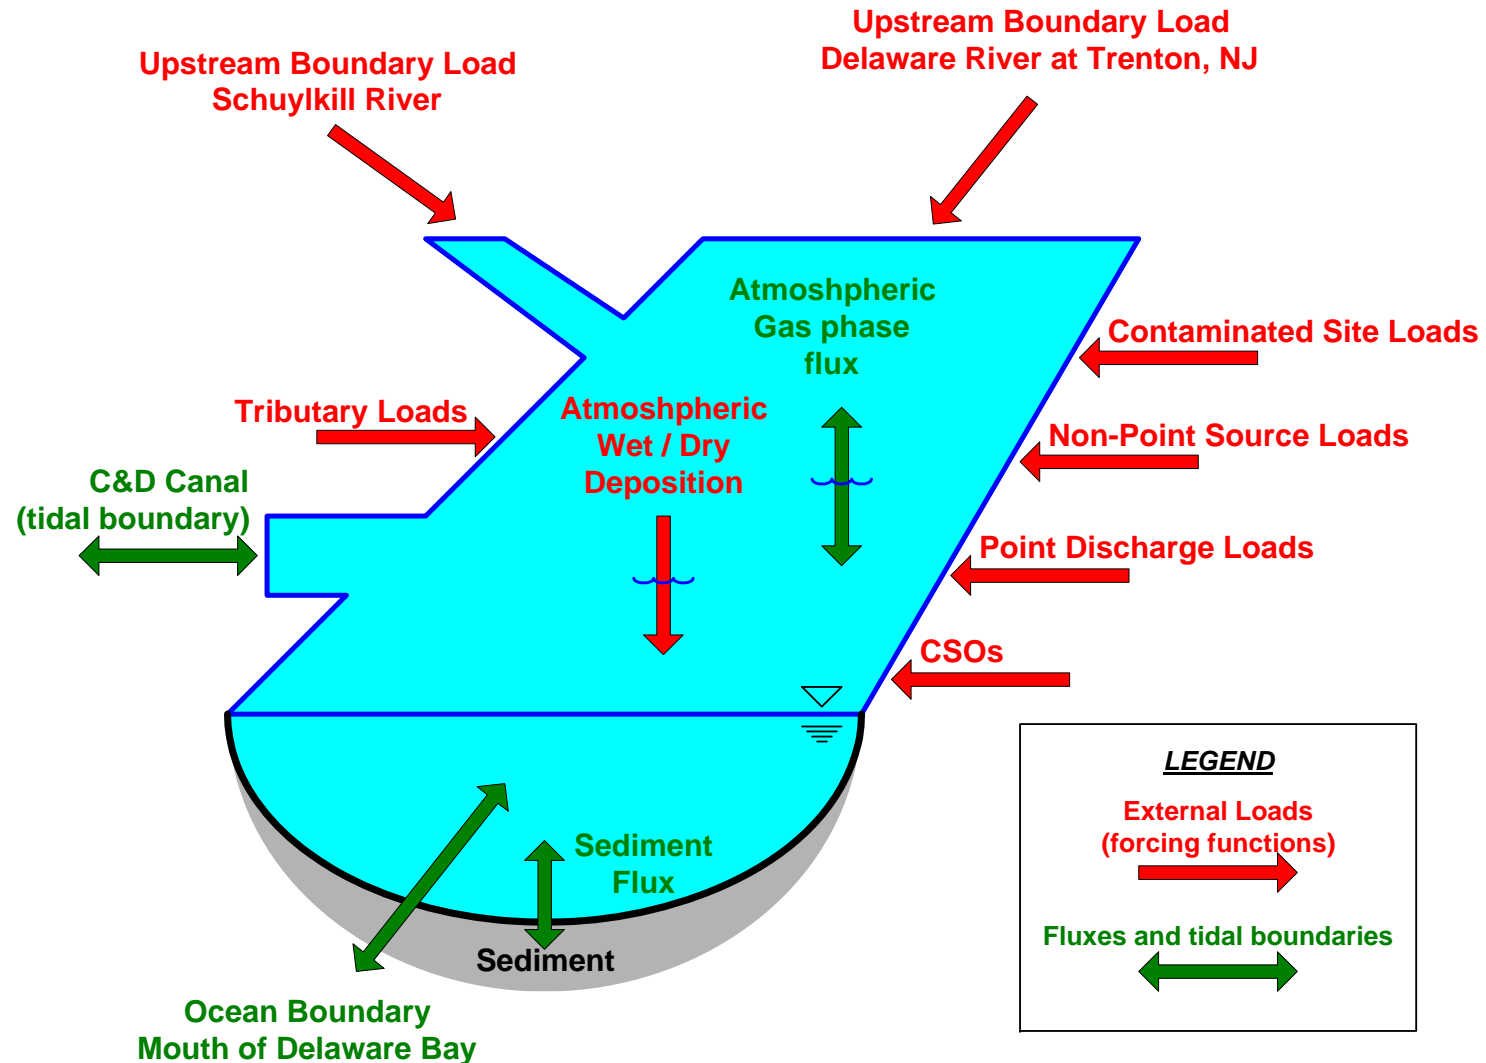 Upstream Boundary Load
Schuylkill River
Upstream Boundary Load
Delaware River at Trenton, NJ
Atmoshpheric
Gas phase
flux
Contaminated Site Loads
Tributary Loads
Atmoshpheric
Wet / Dry
Deposition
Non-Point Source Loads
C&D Canal
(tidal boundary)
Point Discharge Loads
CSOs
Sediment
Flux
Sediment
Ocean Boundary
Mouth of Delaware Bay
LEGEND
External Loads
(forcing functions)
Fluxes and tidal boundaries